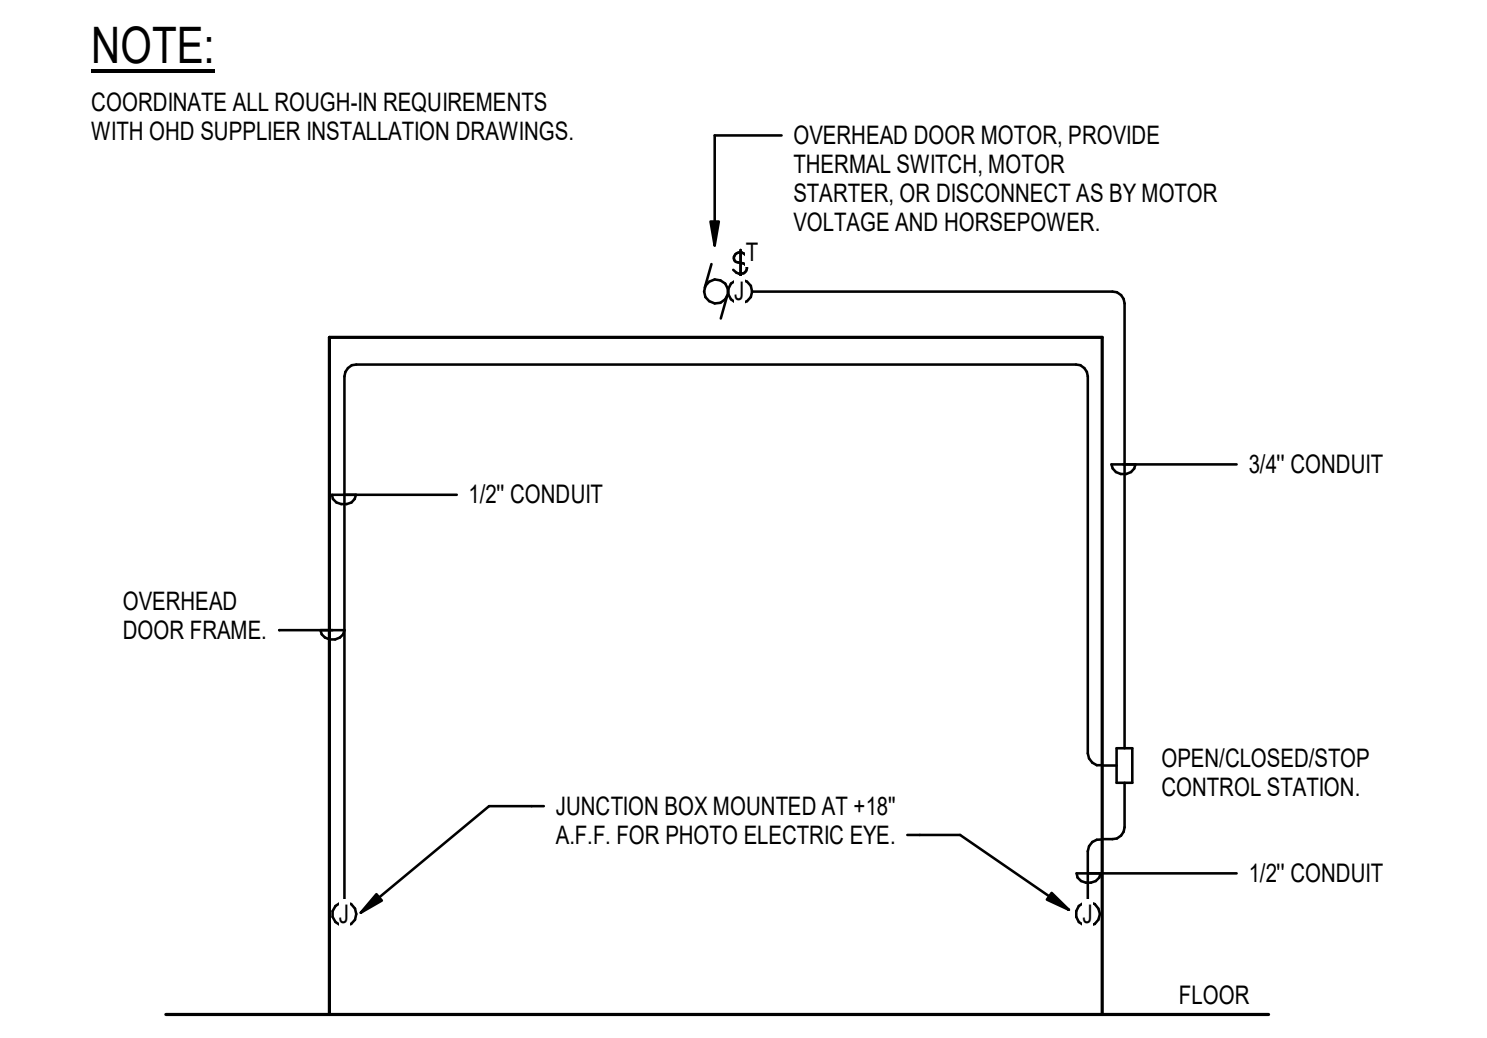 NOTE:
COORDINATE ALL ROUGH-IN REQUIREMENTS
WITH OHD SUPPLIER INSTALLATION DRAWINGS.
OVERHEAD DOOR MOTOR, PROVIDE
THERMAL SWITCH, MOTOR
STARTER, OR DISCONNECT AS BY MOTOR
VOLTAGE AND HORSEPOWER.
$T
J
3/4" CONDUIT
1/2" CONDUIT
OVERHEAD
DOOR FRAME.
OPEN/CLOSED/STOP
CONTROL STATION.
JUNCTION BOX MOUNTED AT +18"
A.F.F. FOR PHOTO ELECTRIC EYE.
1/2" CONDUIT
J
J
FLOOR